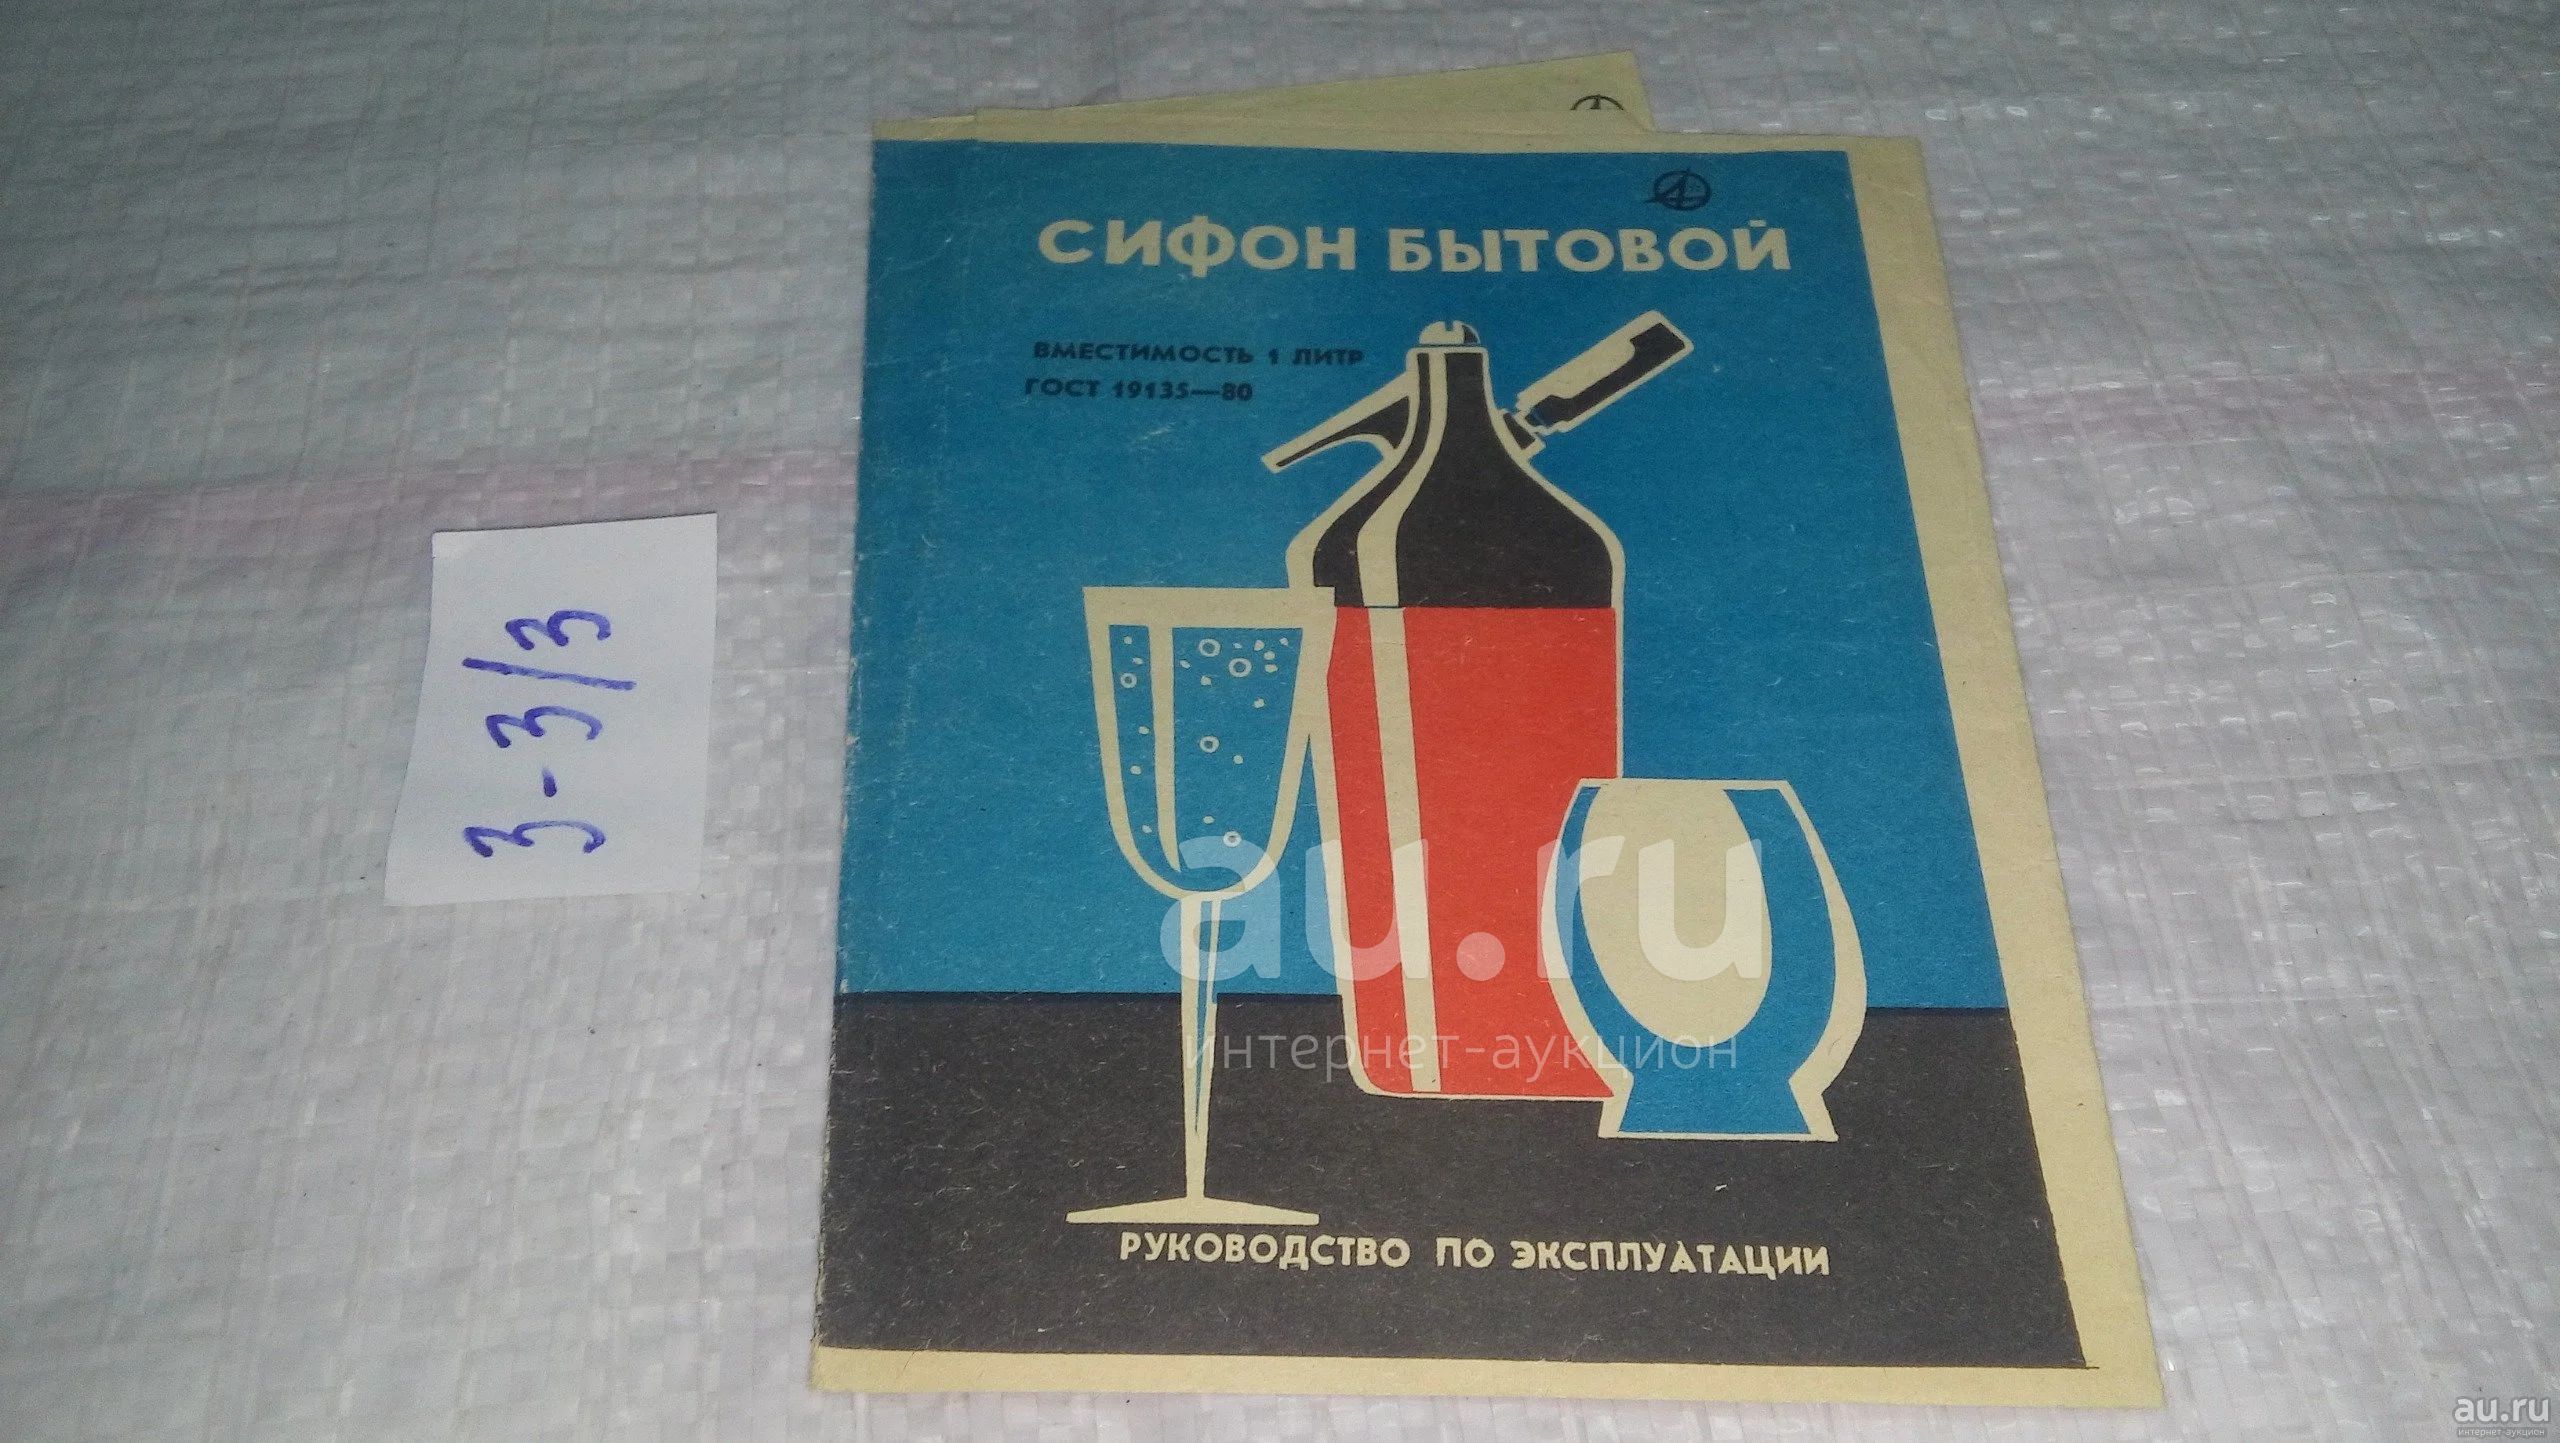 СИФОН БЫТОВОЙ
ВМЕСТИМОСТЬ 1 ЛИТР
ГОСТ 19135—80
РУКОВОДСТВО ПО ЭКСПЛУАТАЦИИ
3-3/3
au.ru
интернет-аукцион
au.ru
интернет-аукцион